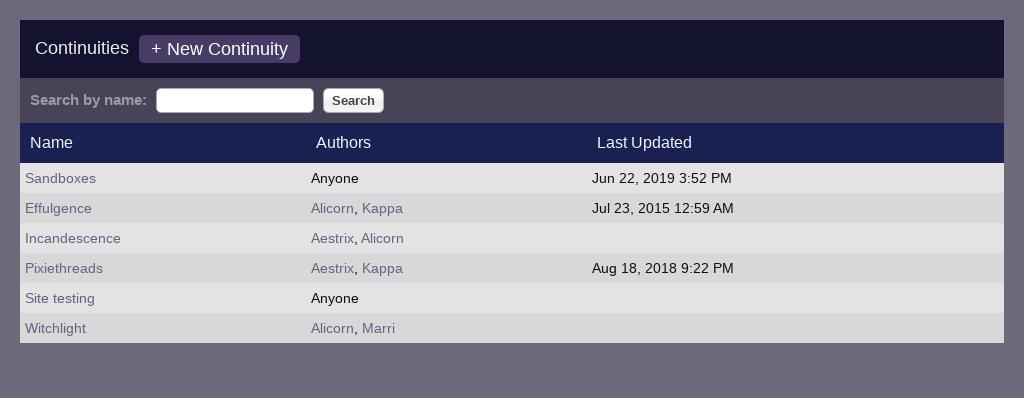 Continuities + New Continuity
Search by name: Search
Name Authors Last Updated
Sandboxes Anyone Jun 22, 2019 3:52 PM
Effulgence Alicorn, Kappa Jul 23, 2015 12:59 AM
Incandescence Aestrix, Alicorn
Pixiethreads Aestrix, Kappa Aug 18, 2018 9:22 PM
Site testing Anyone
Witchlight Alicorn, Marri